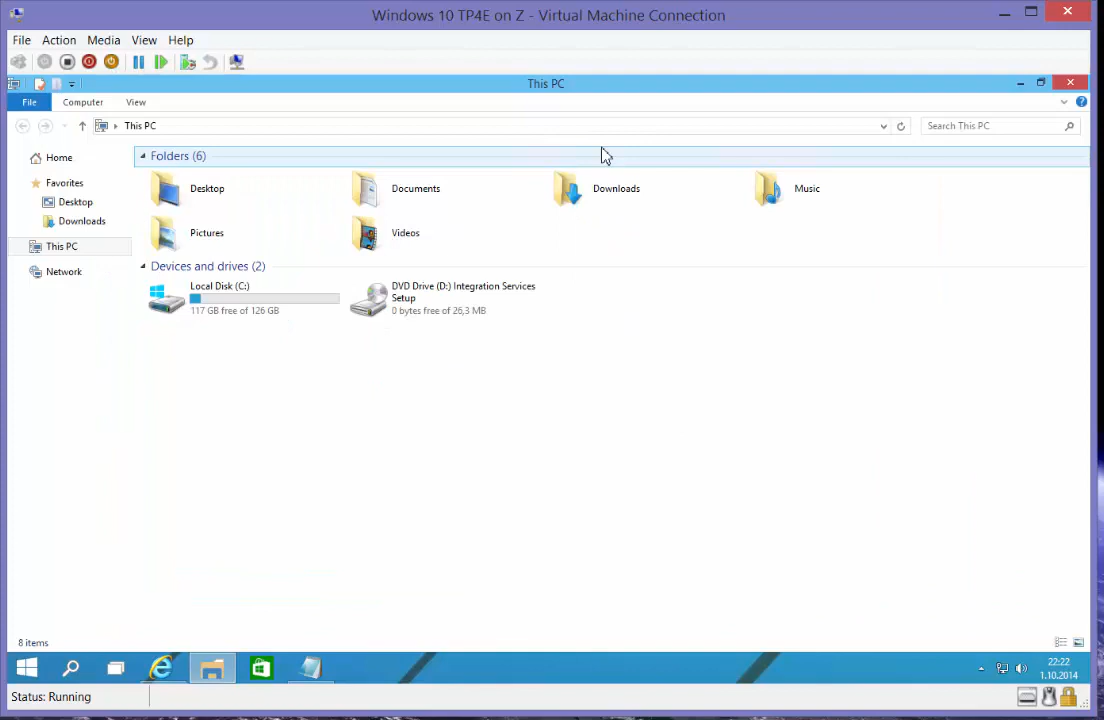 Windows 10 TP4E on Z - Virtual Machine Connection
File Action Media View Help
This PC
File Computer View
This PC
Search This PC
Home
Favorites
Desktop
Downloads
This PC
Network
Folders (6)
Desktop
Documents
Downloads
Music
Pictures
Videos
Devices and drives (2)
Local Disk (C:)
117 GB free of 126 GB
DVD Drive (D:) Integration Services
Setup
0 bytes free of 26,3 MB
8 items
22:22
1.10.2014
Status: Running